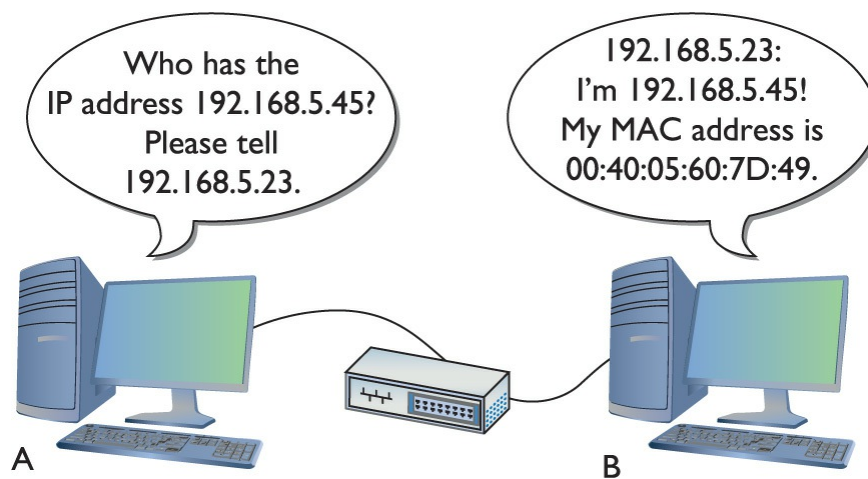 Who has the
IP address 192.168.5.45?
Please tell
192.168.5.23.
192.168.5.23:
I'm 192.168.5.45!
My MAC address is
00:40:05:60:7D:49.
A
B